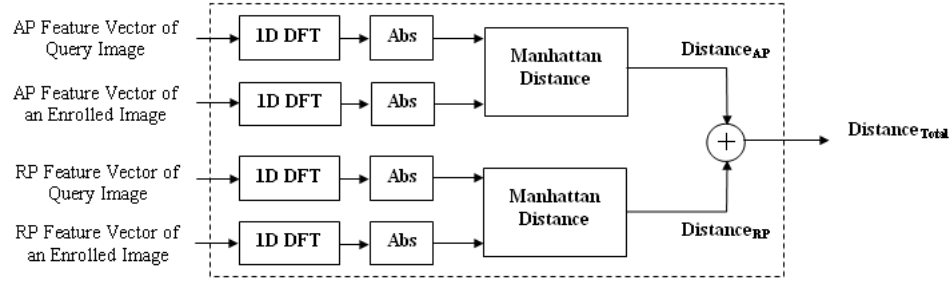 AP Feature Vector of
Query Image
1D DFT
Abs
AP Feature Vector of
an Enrolled Image
1D DFT
Abs
Manhattan
Distance
DistanceAP
RP Feature Vector of
Query Image
1D DFT
Abs
RP Feature Vector of
an Enrolled Image
1D DFT
Abs
Manhattan
Distance
DistanceRP
+
DistanceTotal